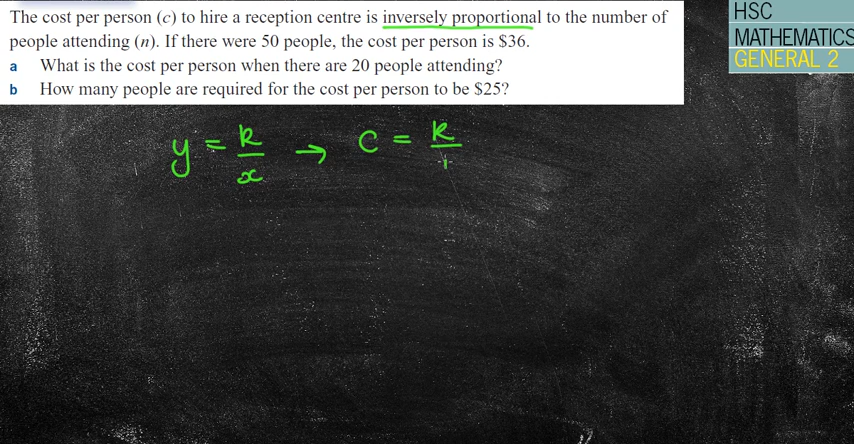 The cost per person (c) to hire a reception centre is inversely proportional to the number of
people attending (n). If there were 50 people, the cost per person is $36.
a What is the cost per person when there are 20 people attending?
b How many people are required for the cost per person to be $25?
HSC
MATHEMATICS
GENERAL 2
y = k/x → c = k/